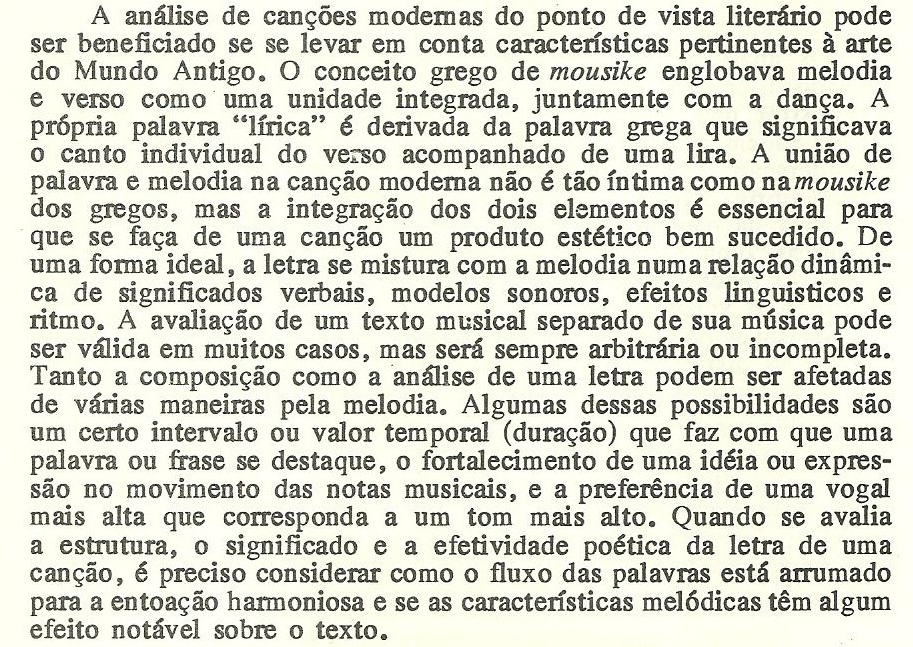 A análise de canções modernas do ponto de vista literário pode
ser beneficiado se se levar em conta características pertinentes à arte
do Mundo Antigo. O conceito grego de mousike englobava melodia
e verso como uma unidade integrada, juntamente com a dança. A
própria palavra “lírica” é derivada da palavra grega que significava
o canto individual do verso acompanhado de uma lira. A união de
palavra e melodia na canção moderna não é tão íntima como na mousike
dos gregos, mas a integração dos dois elementos é essencial para
que se faça de uma canção um produto estético bem sucedido. De
uma forma ideal, a letra se mistura com a melodia numa relação dinâmi-
ca de significados verbais, modelos sonoros, efeitos linguisticos e
ritmo. A avaliação de um texto musical separado de sua música pode
ser válida em muitos casos, mas será sempre arbitrária ou incompleta.
Tanto a composição como a análise de uma letra podem ser afetadas
de várias maneiras pela melodia. Algumas dessas possibilidades são
um certo intervalo ou valor temporal (duração) que faz com que uma
palavra ou frase se destaque, o fortalecimento de uma idéia ou expres-
são no movimento das notas musicais, e a preferência de uma vogal
mais alta que corresponda a um tom mais alto. Quando se avalia
a estrutura, o significado e a efetividade poética da letra de uma
canção, é preciso considerar como o fluxo das palavras está arrumado
para a entoação harmoniosa e se as características melódicas têm algum
efeito notável sobre o texto.